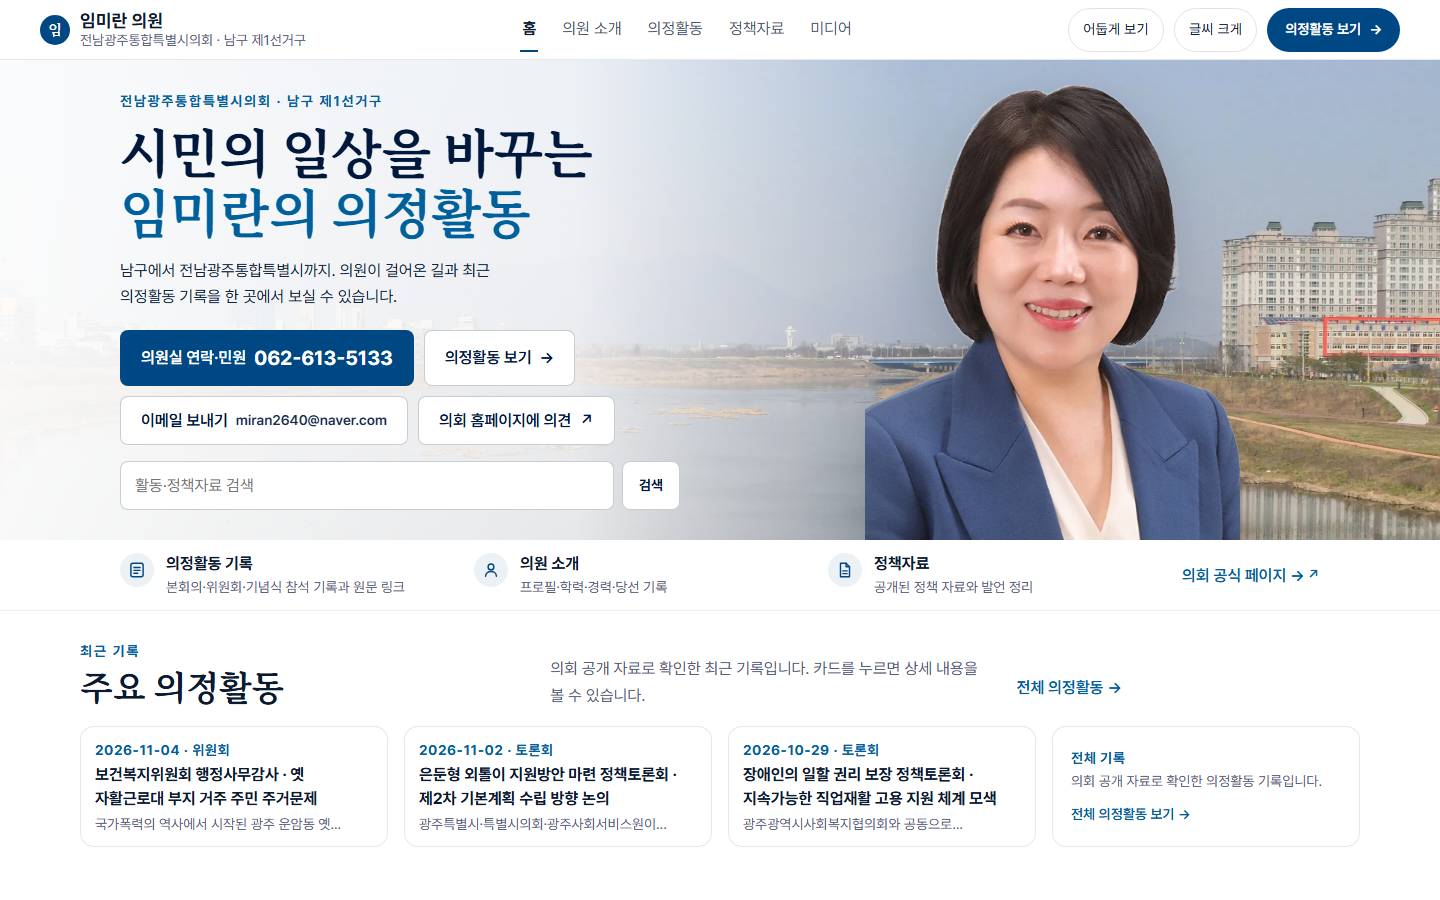 임
임미란 의원
전남광주통합특별시의회 · 남구 제1선거구
홈
의원 소개
의정활동
정책자료
미디어
어둡게 보기
글씨 크게
의정활동 보기 →
전남광주통합특별시의회 · 남구 제1선거구
시민의 일상을 바꾸는
임미란의 의정활동
남구에서 전남광주통합특별시까지. 의원이 걸어온 길과 최근
의정활동 기록을 한 곳에서 보실 수 있습니다.
의원실 연락·민원 062-613-5133
의정활동 보기 →
이메일 보내기 miran2640@naver.com
의회 홈페이지에 의견 ↗
활동·정책자료 검색
검색
의정활동 기록
본회의·위원회·기념식 참석 기록과 원문 링크
의원 소개
프로필·학력·경력·당선 기록
정책자료
공개된 정책 자료와 발언 정리
의회 공식 페이지 → ↗
최근 기록
주요 의정활동
의회 공개 자료로 확인한 최근 기록입니다. 카드를 누르면 상세 내용을
볼 수 있습니다.
전체 의정활동 →
2026-11-04 · 위원회
보건복지위원회 행정사무감사 · 옛
자활근로대 부지 거주 주민 주거문제
국가폭력의 역사에서 시작된 광주 운암동 옛...
2026-11-02 · 토론회
은둔형 외톨이 지원방안 마련 정책토론회 ·
제2차 기본계획 수립 방향 논의
광주특별시·특별시의회·광주사회서비스원이...
2026-10-29 · 토론회
장애인의 일할 권리 보장 정책토론회 ·
지속가능한 직업재활 고용 지원 체계 모색
광주광역시사회복지협의회와 공동으로...
전체 기록
의회 공개 자료로 확인한 의정활동 기록입니다.
전체 의정활동 보기 →